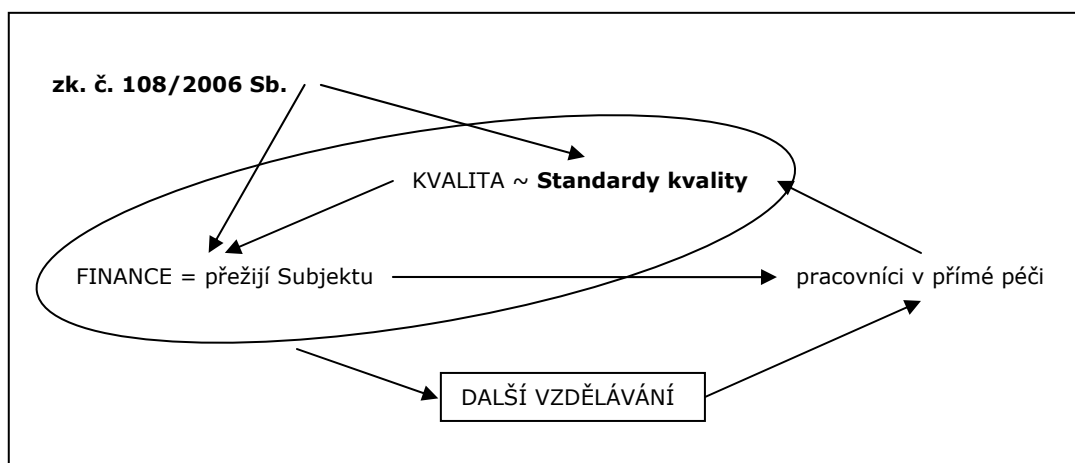 zk. č. 108/2006 Sb.
KVALITA ~ Standardy kvality
FINANCE = přežijí Subjektu
pracovníci v přímé péči
DALŠÍ VZDĚLÁVÁNÍ